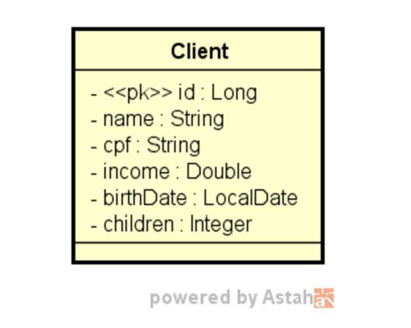 Client
- <<pk>> id : Long
- name : String
- cpf : String
- income : Double
- birthDate : LocalDate
- children : Integer
powered by Astah